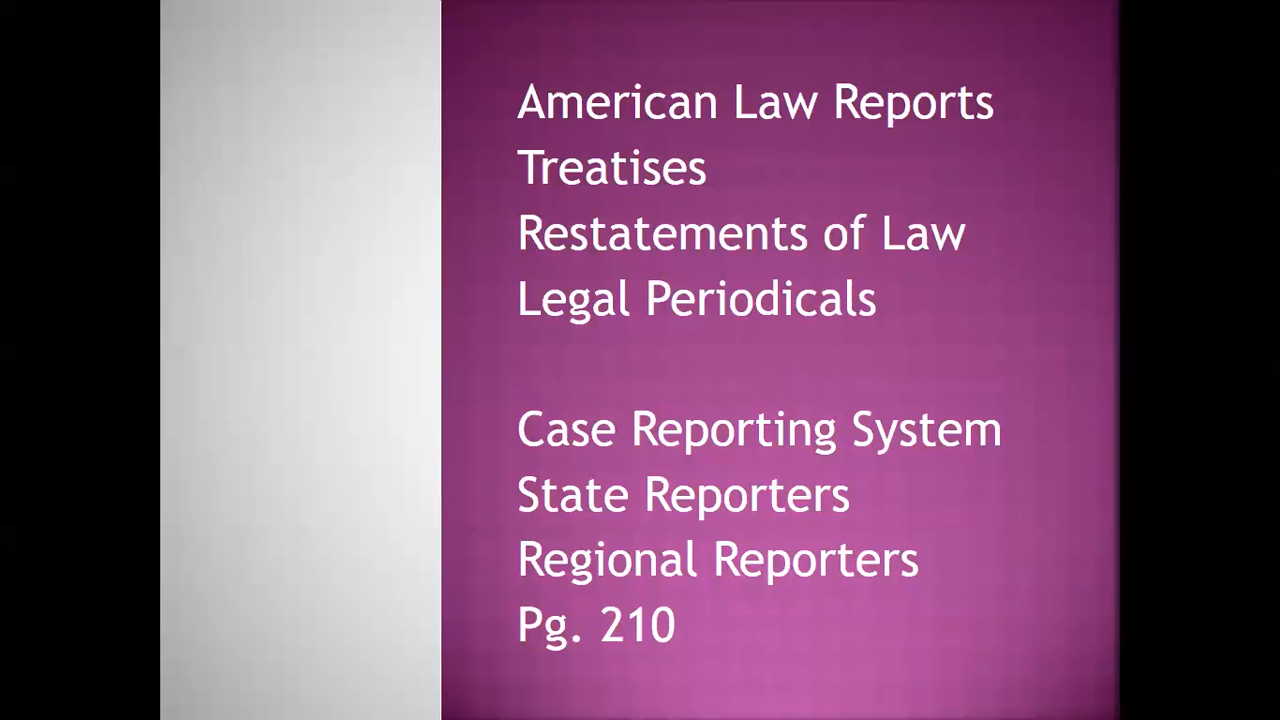 American Law Reports
Treatises
Restatements of Law
Legal Periodicals
Case Reporting System
State Reporters
Regional Reporters
Pg. 210